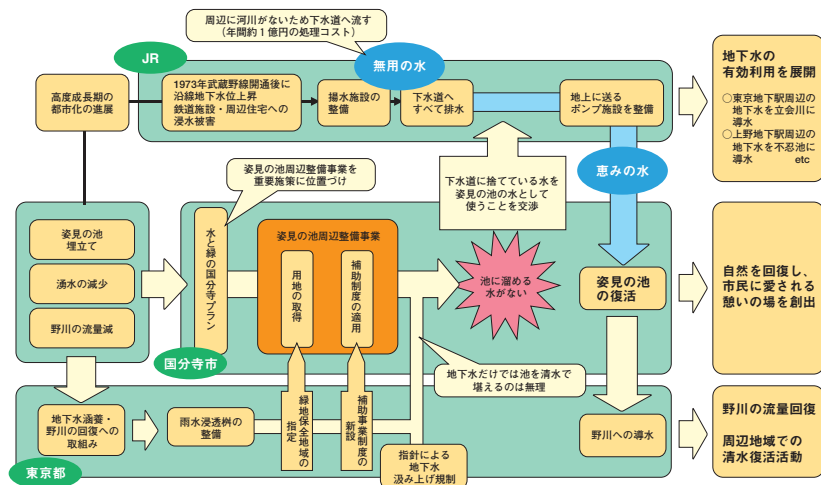 周辺に河川がないため下水道へ流す
(年間約１億円の処理コスト)
JR
無用の水
高度成長期の
都市化の進展
1973年武蔵野線開通後に
沿線地下水位上昇
鉄道施設・周辺住宅への
浸水被害
揚水施設の
整備
下水道へ
すべて排水
地上に送る
ポンプ施設を整備
地下水の
有効利用を展開
○東京地下駅周辺の
地下水を立会川に
導水
○上野地下駅周辺の
地下水を不忍池に
導水 etc
恵みの水
姿見の池周辺整備事業を
重要施策に位置づけ
下水道に捨てている水を
姿見の池の水として
使うことを交渉
姿見の池
埋立て
湧水の減少
野川の流量減
水と緑の国分寺プラン
姿見の池周辺整備事業
用地の取得
補助制度の適用
池に溜める
水がない
姿見の池
の復活
自然を回復し、
市民に愛される
憩いの場を創出
国分寺市
地下水だけでは池を清水で
堪えるのは無理
地下水涵養・
野川の回復への
取組み
雨水浸透桝の
整備
緑地保全地域の
指定
補助事業制度の
新設
指針による
地下水
汲み上げ規制
野川への導水
野川の流量回復
周辺地域での
清水復活活動
東京都